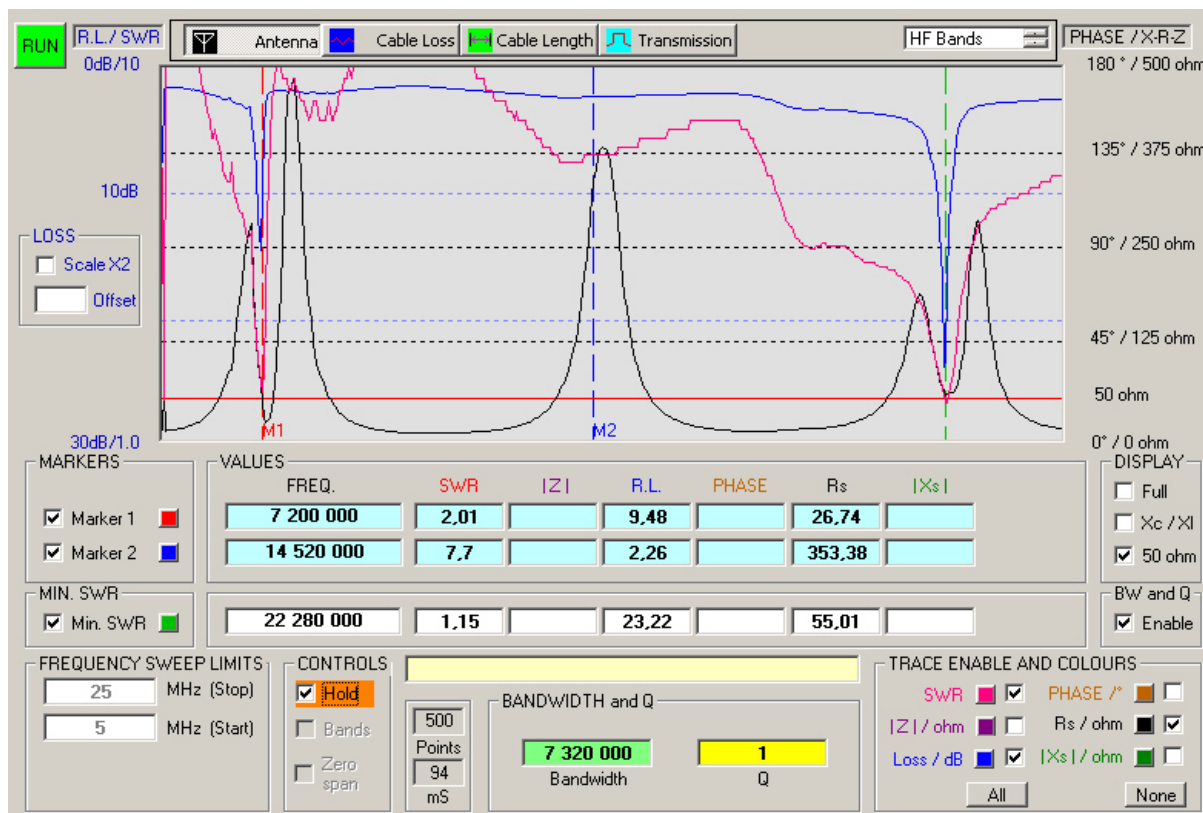 RUN R.L./ SWR Antenna Cable Loss Cable Length Transmission HF Bands PHASE / X-R-Z
0dB/10 180 ° / 500 ohm
135° / 375 ohm
10dB
LOSS
Scale X2
Offset
90° / 250 ohm
45° / 125 ohm
50 ohm
M1 M2
30dB/1.0 0° / 0 ohm
MARKERS VALUES DISPLAY
FREQ. SWR |Z| R.L. PHASE Rs |Xs| Full
Marker 1 7 200 000 2,01 9,48 26,74 Xc / Xl
Marker 2 14 520 000 7,7 2,26 353,38 50 ohm
MIN. SWR BW and Q
Min. SWR 22 280 000 1,15 23,22 55,01 Enable
FREQUENCY SWEEP LIMITS CONTROLS TRACE ENABLE AND COLOURS
25 MHz (Stop) Hold BANDWIDTH and Q SWR PHASE /°
5 MHz (Start) Bands 500 |Z| / ohm Rs / ohm
Points 7 320 000 1
Zero span 94 Bandwidth Q Loss / dB |Xs| / ohm
mS All None